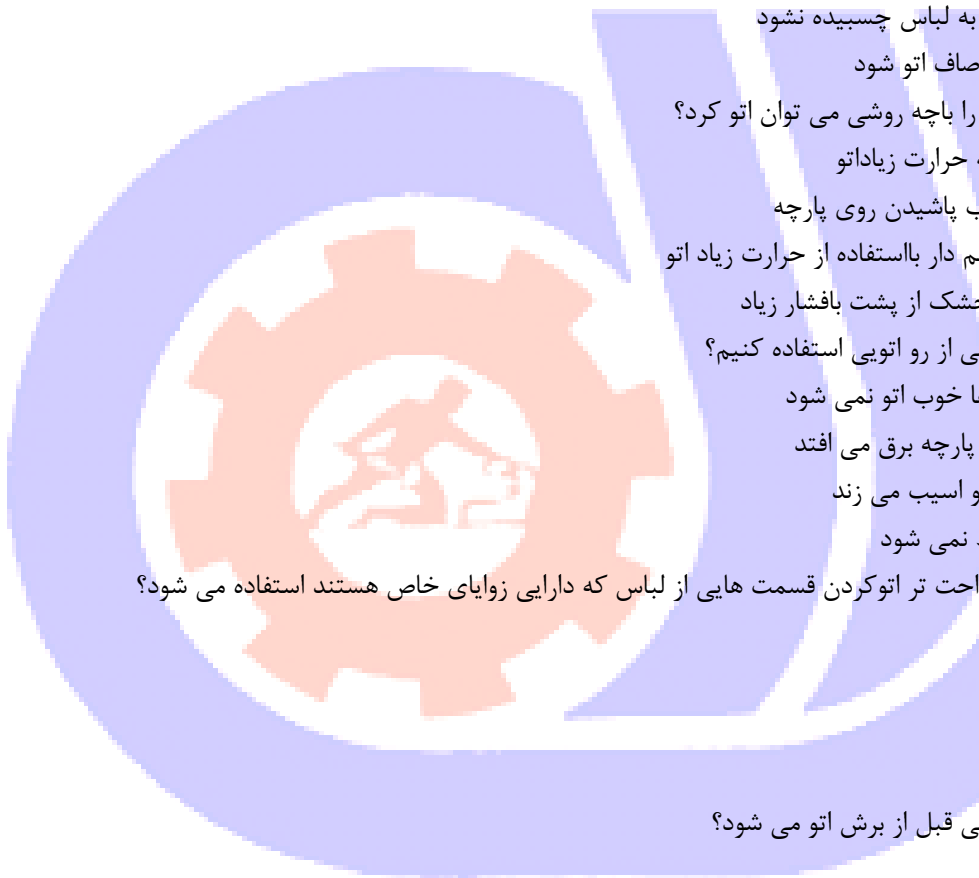 به لباس چسبیده نشود
صاف اتو شود
را باچه روشی می توان اتو کرد؟
حرارت زیاداتو
پاشیدن روی پارچه
دار بااستفاده از حرارت زیاد اتو
خشک از پشت بافشار زیاد
از رو اتویی استفاده کنیم؟
خوب اتو نمی شود
پارچه برق می افتد
و اسیب می زند
نمی شود
تر اتوکردن قسمت هایی از لباس که دارایی زوایای خاص هستند استفاده می شود؟
قبل از برش اتو می شود؟